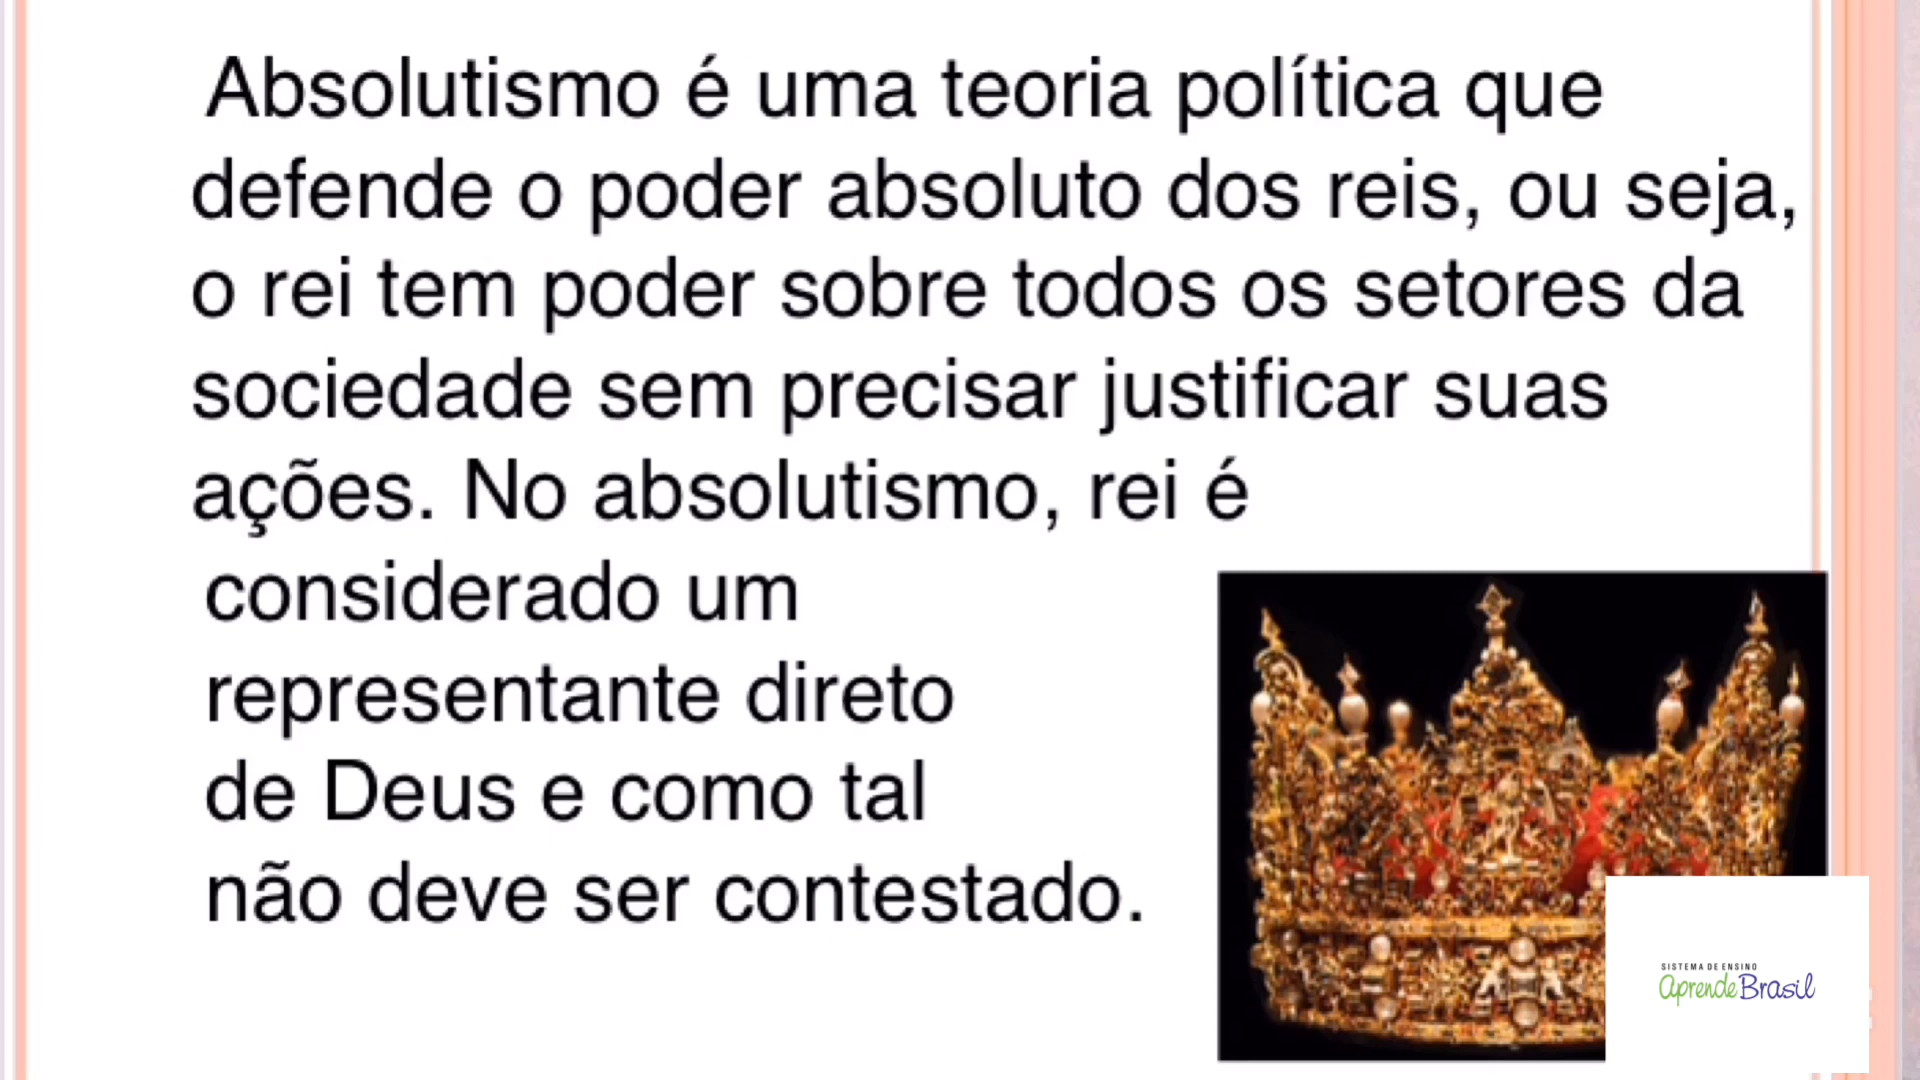 Absolutismo é uma teoria política que
defende o poder absoluto dos reis, ou seja,
o rei tem poder sobre todos os setores da
sociedade sem precisar justificar suas
ações. No absolutismo, rei é
considerado um
representante direto
de Deus e como tal
não deve ser contestado.
SISTEMA DE ENSINO
aprende Brasil